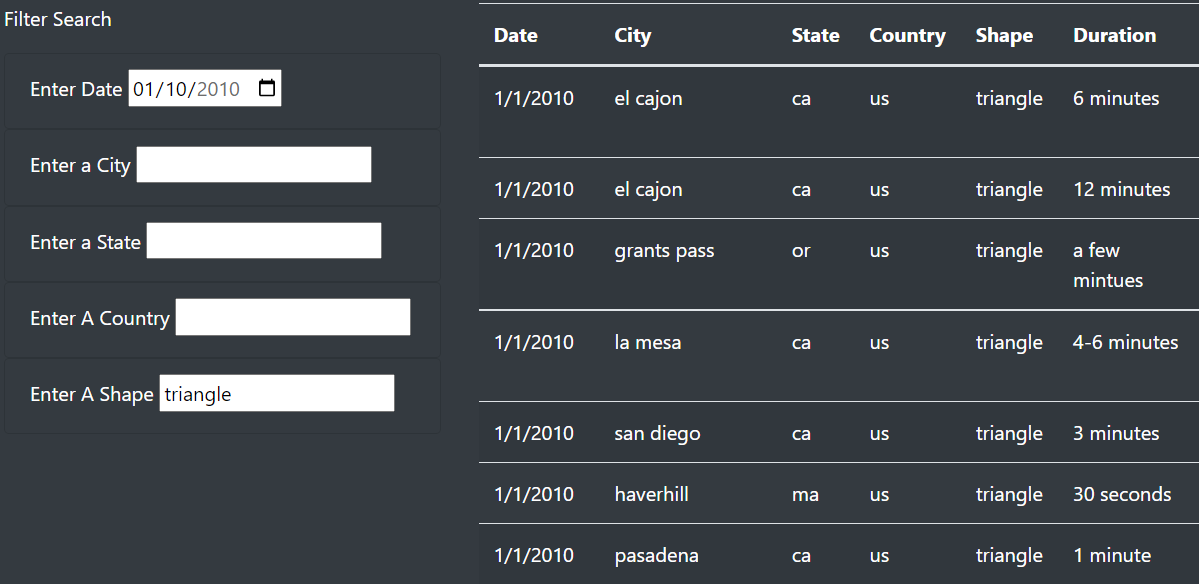 Filter Search
Enter Date 01/10/2010
Enter a City
Enter a State
Enter A Country
Enter A Shape triangle
Date City State Country Shape Duration
1/1/2010 el cajon ca us triangle 6 minutes
1/1/2010 el cajon ca us triangle 12 minutes
1/1/2010 grants pass or us triangle a few
mintues
1/1/2010 la mesa ca us triangle 4-6 minutes
1/1/2010 san diego ca us triangle 3 minutes
1/1/2010 haverhill ma us triangle 30 seconds
1/1/2010 pasadena ca us triangle 1 minute